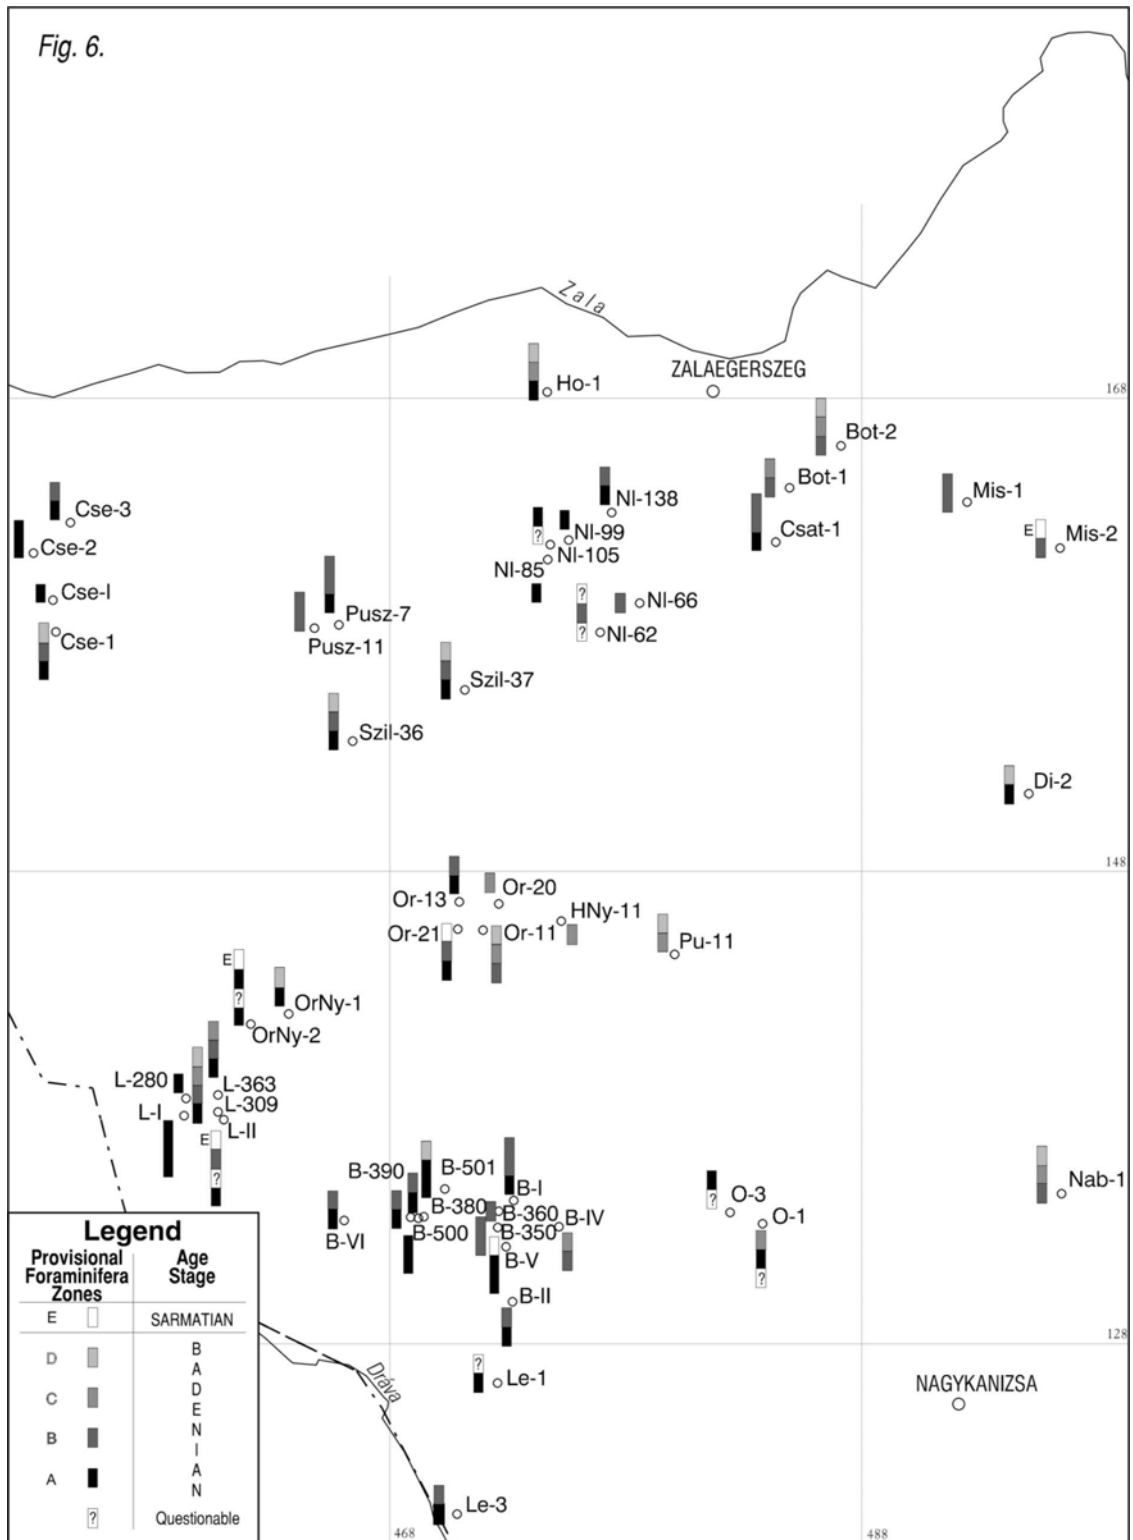 Fig. 6.
Zala
ZALAEGERSZEG
Ho-1
168
Bot-2
Bot-1
Mis-1
Csat-1
E
Mis-2
Nl-138
Nl-99
?
Nl-105
Nl-85
Cse-3
Cse-2
Cse-I
Cse-1
Pusz-7
Pusz-11
?
Nl-66
?
Nl-62
Szil-37
Szil-36
Di-2
148
Or-13
Or-20
HNy-11
Or-21
Or-11
Pu-11
E
?
OrNy-1
OrNy-2
L-280
L-363
L-309
L-I
L-II
E
?
B-390
B-501
B-I
B-380
B-360
B-IV
B-VI
B-500
B-350
B-V
B-II
O-3
?
O-1
?
Nab-1
128
?
Le-1
NAGYKANIZSA
Dráva
Le-3
468
488
Legend
Provisional
Foraminifera
Zones
Age
Stage
E
SARMATIAN
D
C
B
A
BADENIAN
?
Questionable